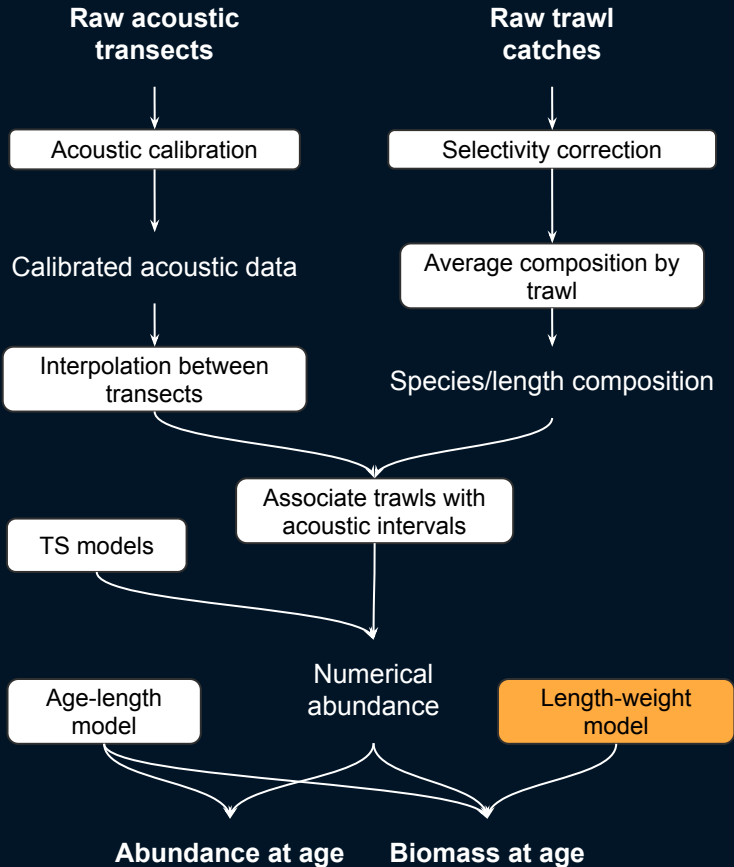 Raw acoustic
transects
Raw trawl
catches
Acoustic calibration
Selectivity correction
Calibrated acoustic data
Average composition by
trawl
Interpolation between
transects
Species/length composition
Associate trawls with
acoustic intervals
TS models
Numerical
abundance
Age-length
model
Length-weight
model
Abundance at age
Biomass at age